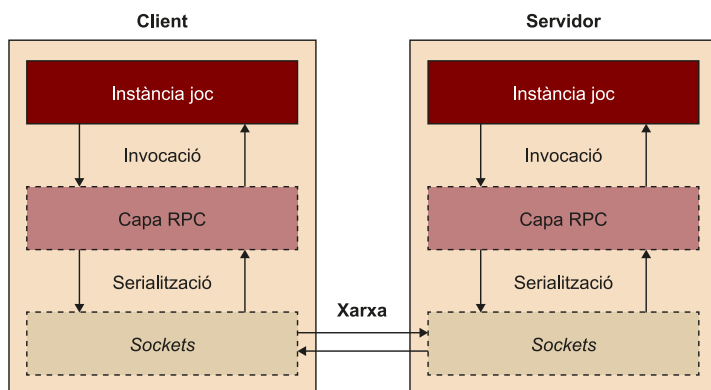 Client
Servidor
Instància joc
Instància joc
Invocació
Invocació
Capa RPC
Capa RPC
Serialització
Serialització
Xarxa
Sockets
Sockets